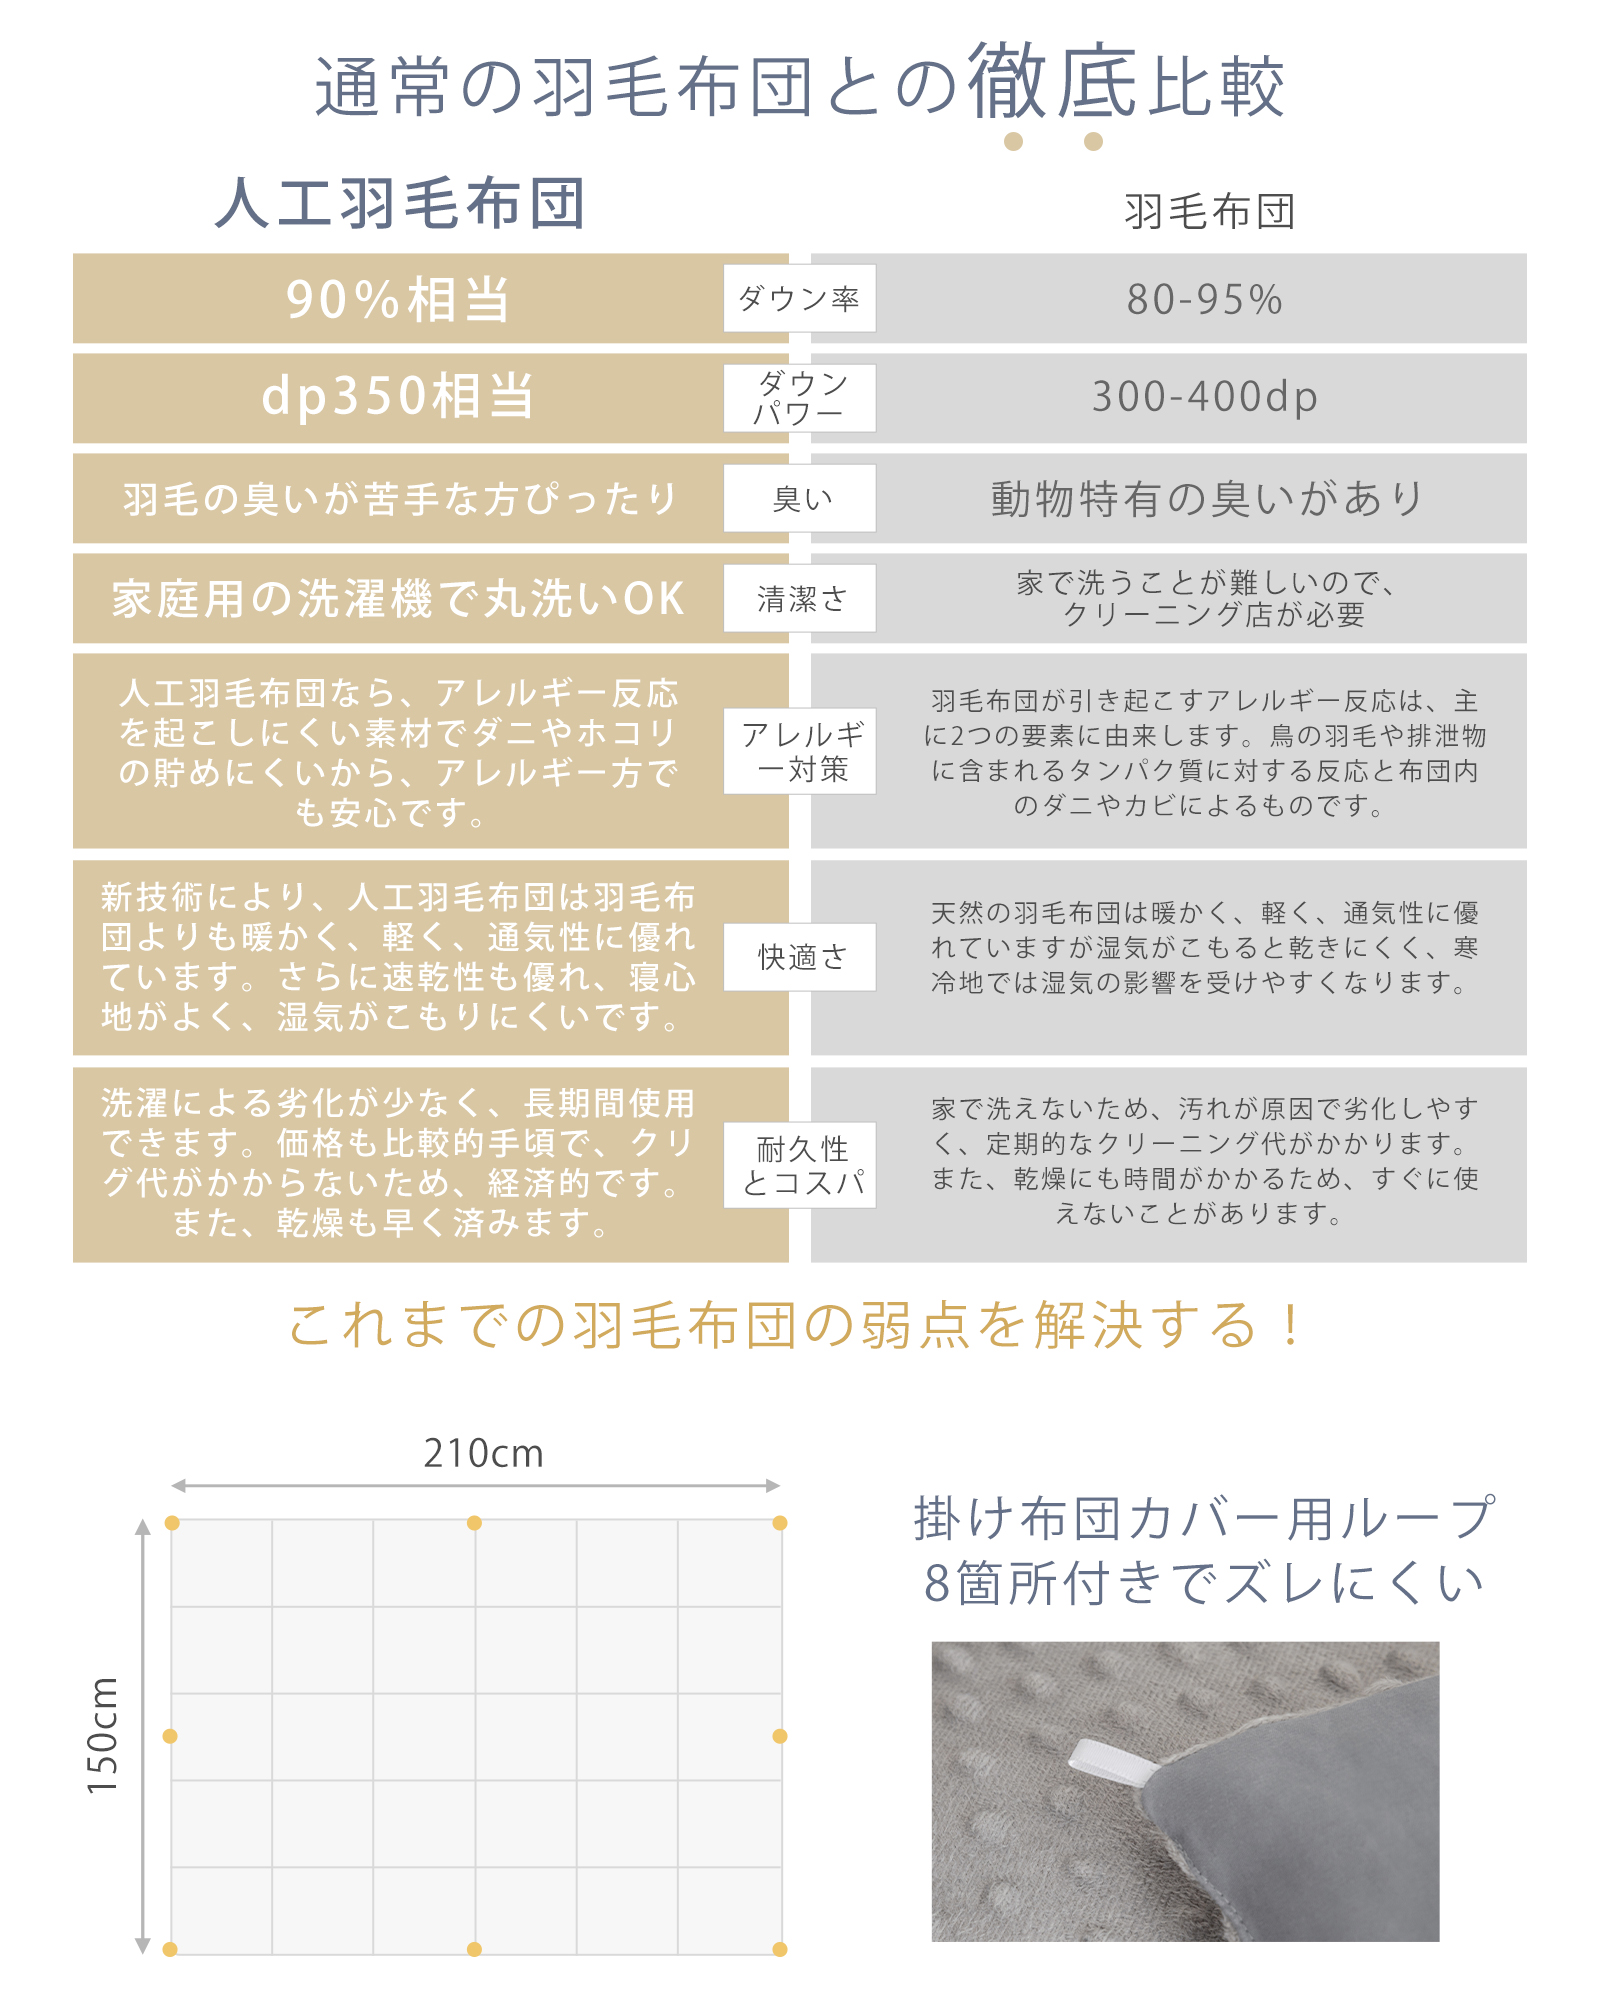 通常の羽毛布団との徹底比較
人工羽毛布団
羽毛布団
90%相当
ダウン率
80-95%
dp350相当
ダウン
パワー
300-400dp
羽毛の臭いが苦手な方ぴったり
臭い
動物特有の臭いがあり
家庭用の洗濯機で丸洗いOK
清潔さ
家で洗うことが難しいので、
クリーニング店が必要
人工羽毛布団なら、アレルギー反応
を起こしにくい素材でダニやホコリ
の貯めにくいから、アレルギー方で
も安心です。
アレルギ
ー対策
羽毛布団が引き起こすアレルギー反応は、主
に2つの要素に由来します。鳥の羽毛や排泄物
に含まれるタンパク質に対する反応と布団内
のダニやカビによるものです。
新技術により、人工羽毛布団は羽毛布
団よりも暖かく、軽く、通気性に優れ
ています。さらに速乾性も優れ、寝心
地がよく、湿気がこもりにくいです。
快適さ
天然の羽毛布団は暖かく、軽く、通気性に優
れていますが湿気がこもると乾きにくく、寒
冷地では湿気の影響を受けやすくなります。
洗濯による劣化が少なく、長期間使用
できます。価格も比較的手頃で、クリ
グ代がかからないため、経済的です。
また、乾燥も早く済みます。
耐久性
とコスパ
家で洗えないため、汚れが原因で劣化しやす
く、定期的なクリーニング代がかかります。
また、乾燥にも時間がかかるため、すぐに使
えないことがあります。
これまでの羽毛布団の弱点を解決する！
210cm
150cm
掛け布団カバー用ループ
8箇所付きでズレにくい